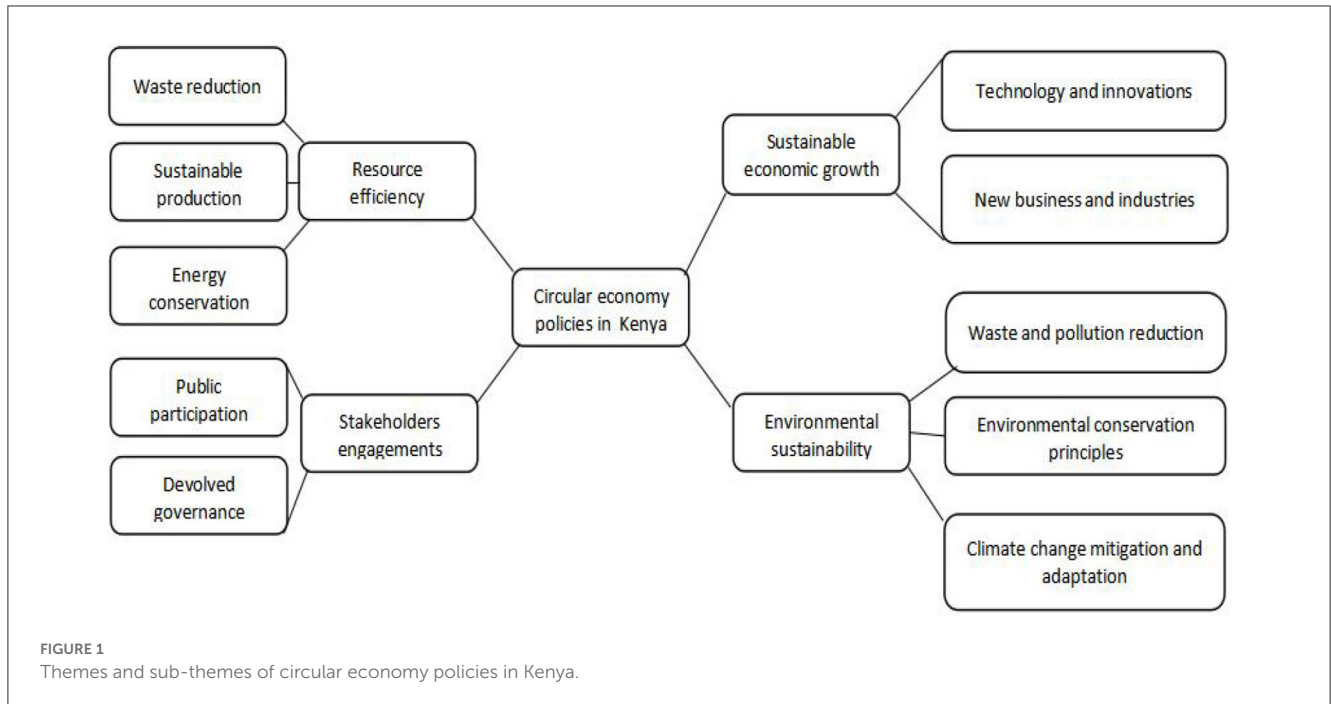 Waste reduction
Sustainable
production
Energy
conservation
Resource
efficiency
Public
participation
Devolved
governance
Stakeholders
engagements
Circular economy
policies in Kenya
Sustainable
economic growth
Technology and innovations
New business and industries
Environmental
sustainability
Waste and pollution reduction
Environmental conservation
principles
Climate change mitigation and
adaptation
FIGURE 1
Themes and sub-themes of circular economy policies in Kenya.